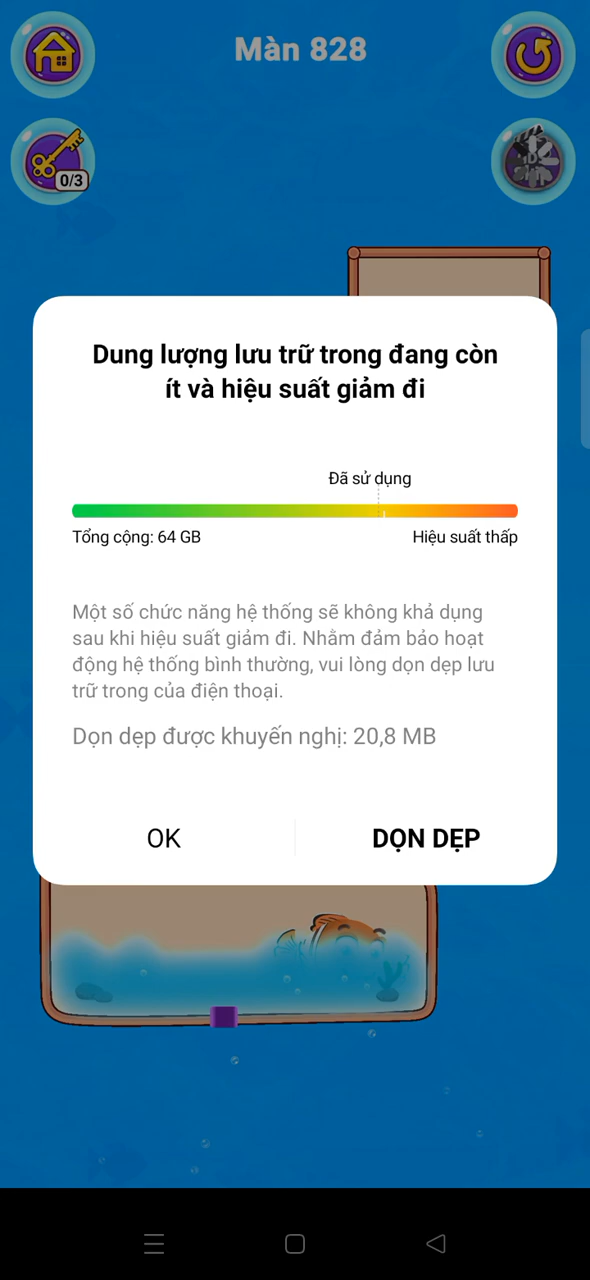 Màn 828
0/3
Dung lượng lưu trữ trong đang còn
ít và hiệu suất giảm đi
Đã sử dụng
Tổng cộng: 64 GB
Hiệu suất thấp
Một số chức năng hệ thống sẽ không khả dụng
sau khi hiệu suất giảm đi. Nhằm đảm bảo hoạt
động hệ thống bình thường, vui lòng dọn dẹp lưu
trữ trong của điện thoại.
Dọn dẹp được khuyến nghị: 20,8 MB
OK
DỌN DẸP